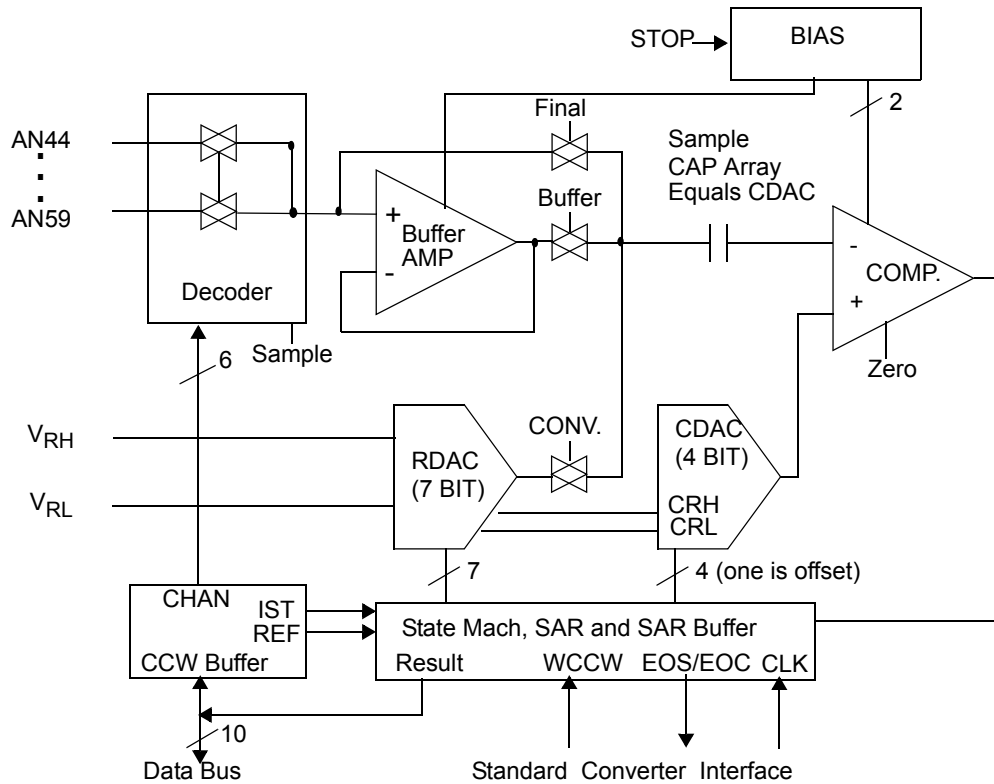 STOP
BIAS
2
Final
AN44
AN59
Sample
CAP Array
Equals CDAC
Buffer
+
Buffer
AMP
-
-
COMP.
+
Decoder
Sample
Zero
6
VRH
VRL
RDAC
(7 BIT)
CONV.
CDAC
(4 BIT)
CRH
CRL
7
4 (one is offset)
CHAN
IST
REF
CCW Buffer
State Mach, SAR and SAR Buffer
Result
WCCW
EOS/EOC
CLK
10
Data Bus
Standard Converter Interface